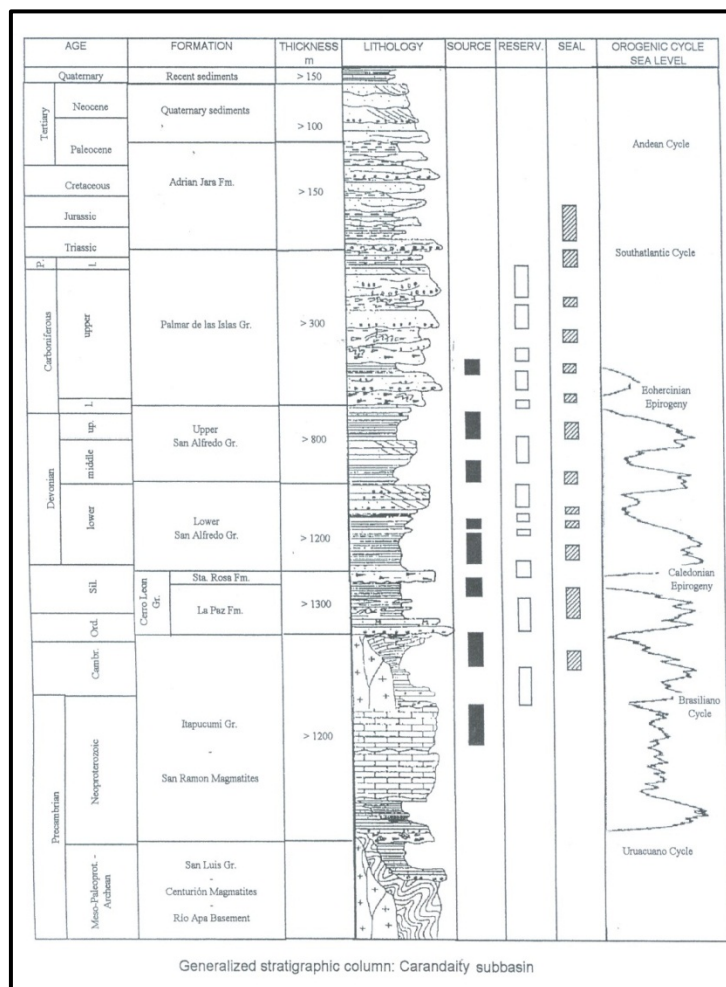 AGE FORMATION THICKNESS m LITHOLOGY SOURCE RESERV. SEAL OROGENIC CYCLE SEA LEVEL
Quaternary Recent sediments > 150
Tertiary
Neocene
Paleocene
Quaternary sediments
> 100
Andean Cycle
Cretaceous
Jurassic
Triassic
Adrian Jara Fm.
> 150
Southatlantic Cycle
P. l.
Carboniferous
upper
l.
Palmar de las Islas Gr.
> 300
Eohercinian
Epirogeny
Devonian
up.
middle
lower
Upper
San Alfredo Gr.
> 800
Lower
San Alfredo Gr.
> 1200
Caledonian
Epirogeny
Sil.
Ord.
Cerro Leon
Gr.
Sta. Rosa Fm.
La Paz Fm.
> 1300
Cambr.
Precambrian
Neoproterozoic
Itapucumi Gr.
-
San Ramon Magmatites
> 1200
Brasiliano
Cycle
Meso-Paleoprot. -
Archean
San Luis Gr.
-
Centurión Magmatites
-
Río Apa Basement
Uruacuano Cycle
Generalized stratigraphic column: Carandaíty subbasin